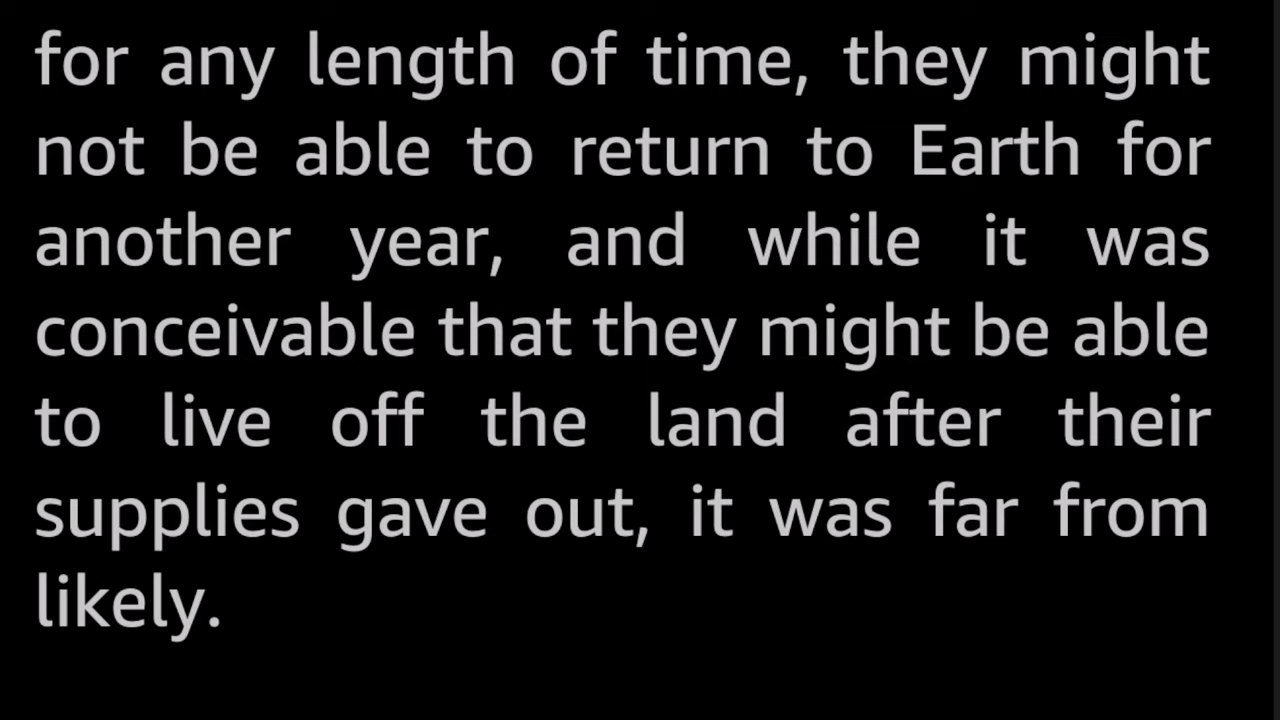 for any length of time, they might
not be able to return to Earth for
another year, and while it was
conceivable that they might be able
to live off the land after their
supplies gave out, it was far from
likely.